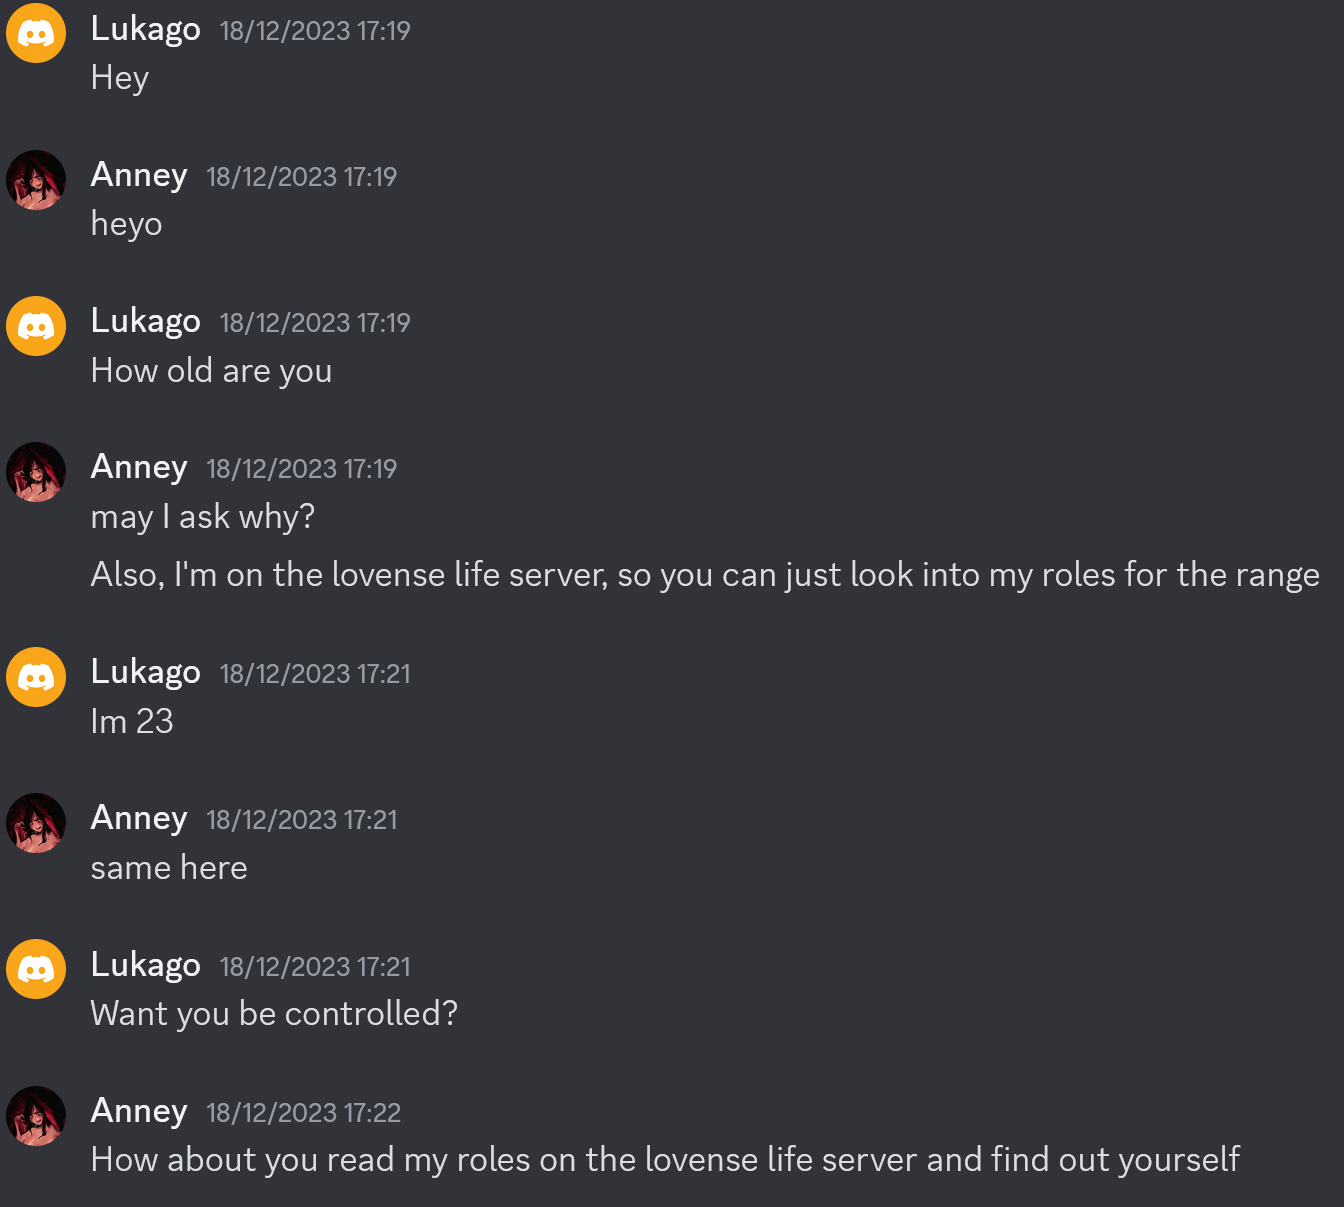 Lukago 18/12/2023 17:19
Hey
Anney 18/12/2023 17:19
heyo
Lukago 18/12/2023 17:19
How old are you
Anney 18/12/2023 17:19
may I ask why?
Also, I'm on the lovense life server, so you can just look into my roles for the range
Lukago 18/12/2023 17:21
Im 23
Anney 18/12/2023 17:21
same here
Lukago 18/12/2023 17:21
Want you be controlled?
Anney 18/12/2023 17:22
How about you read my roles on the lovense life server and find out yourself